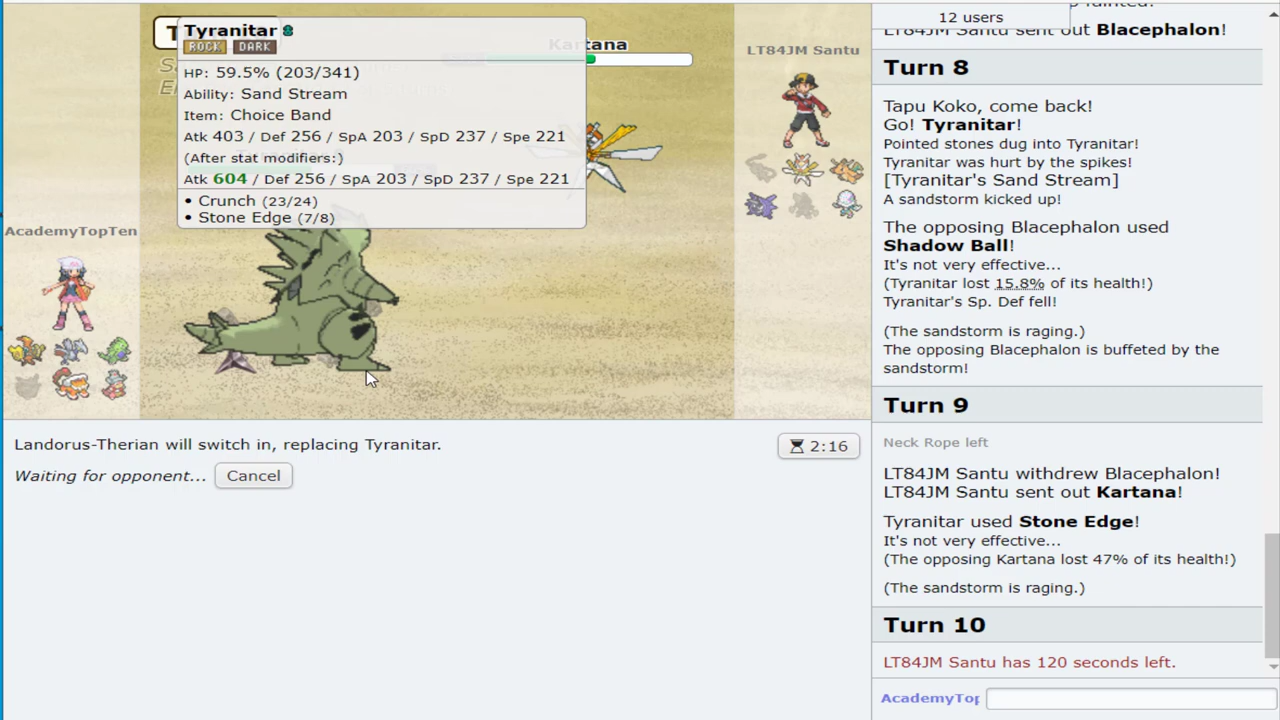 Tyranitar
ROCK DARK
HP: 59.5% (203/341)
Ability: Sand Stream
Item: Choice Band
Atk 403 / Def 256 / SpA 203 / SpD 237 / Spe 221
(After stat modifiers:)
Atk 604 / Def 256 / SpA 203 / SpD 237 / Spe 221
• Crunch (23/24)
• Stone Edge (7/8)
Kartana
LT84JM Santu
AcademyTopTen
Landorus-Therian will switch in, replacing Tyranitar.
2:16
Waiting for opponent... Cancel
12 users
LT84JM Santu sent out Blacephalon!
Turn 8
Tapu Koko, come back!
Go! Tyranitar!
Pointed stones dug into Tyranitar!
Tyranitar was hurt by the spikes!
[Tyranitar's Sand Stream]
A sandstorm kicked up!
The opposing Blacephalon used
Shadow Ball!
It's not very effective...
(Tyranitar lost 15.8% of its health!)
Tyranitar's Sp. Def fell!
(The sandstorm is raging.)
The opposing Blacephalon is buffeted by the
sandstorm!
Turn 9
Neck Rope left
LT84JM Santu withdrew Blacephalon!
LT84JM Santu sent out Kartana!
Tyranitar used Stone Edge!
It's not very effective...
(The opposing Kartana lost 47% of its health!)
(The sandstorm is raging.)
Turn 10
LT84JM Santu has 120 seconds left.
AcademyTop